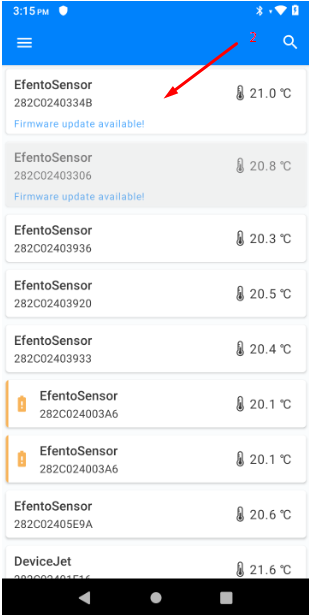 3:15 PM
2
EfentoSensor
282C0240334B
21.0 °C
Firmware update available!
EfentoSensor
282C02403306
20.8 °C
Firmware update available!
EfentoSensor
282C02403936
20.3 °C
EfentoSensor
282C02403920
20.5 °C
EfentoSensor
282C02403933
20.4 °C
EfentoSensor
282C024003A6
20.1 °C
EfentoSensor
282C024003A6
20.1 °C
EfentoSensor
282C02405E9A
20.6 °C
DeviceJet
21.6 °C